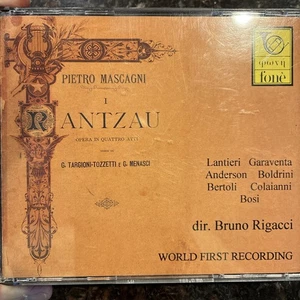 φωνη
fonè
PIETRO MASCAGNI
I
RANTZAU
OPERA IN QUATTRO ATTI
G. TARGIONI-TOZZETTI e G. MENASCI
Lantieri Garaventa
Anderson Boldrini
Bertoli Colaianni
Bosi
dir. Bruno Rigacci
WORLD FIRST RECORDING